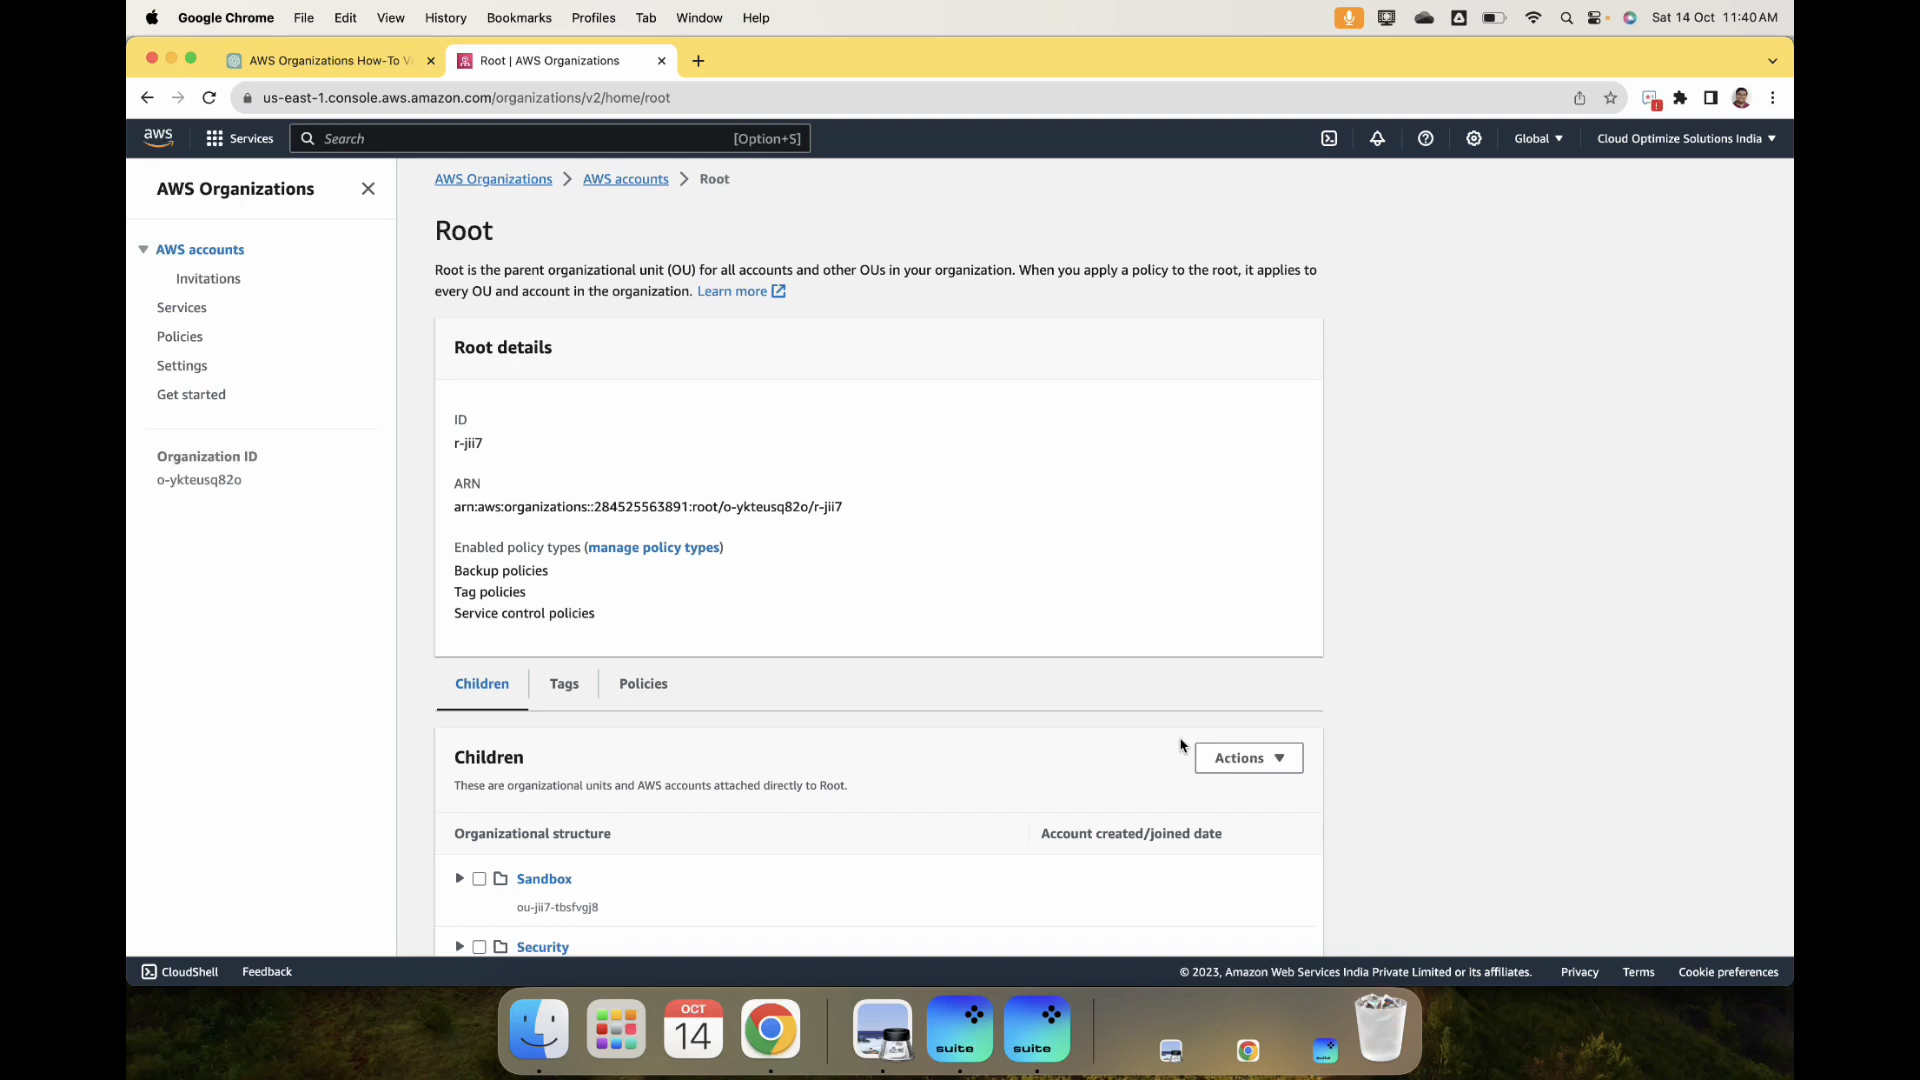 Google Chrome File Edit View History Bookmarks Profiles Tab Window Help Sat 14 Oct 11:40 AM
AWS Organizations How-To Vi
Root | AWS Organizations
us-east-1.console.aws.amazon.com/organizations/v2/home/root
aws Services Search [Option+S] Global Cloud Optimize Solutions India
AWS Organizations
AWS accounts
Invitations
Services
Policies
Settings
Get started
Organization ID
o-ykteusq82o
AWS Organizations AWS accounts Root
Root
Root is the parent organizational unit (OU) for all accounts and other OUs in your organization. When you apply a policy to the root, it applies to
every OU and account in the organization. Learn more
Root details
ID
r-jii7
ARN
arn:aws:organizations::284525563891:root/o-ykteusq82o/r-jii7
Enabled policy types (manage policy types)
Backup policies
Tag policies
Service control policies
Children Tags Policies
Children
Actions
These are organizational units and AWS accounts attached directly to Root.
Organizational structure Account created/joined date
Sandbox
ou-jii7-tbsfvgj8
Security
CloudShell Feedback © 2023, Amazon Web Services India Private Limited or its affiliates. Privacy Terms Cookie preferences
OCT
14
suite
suite